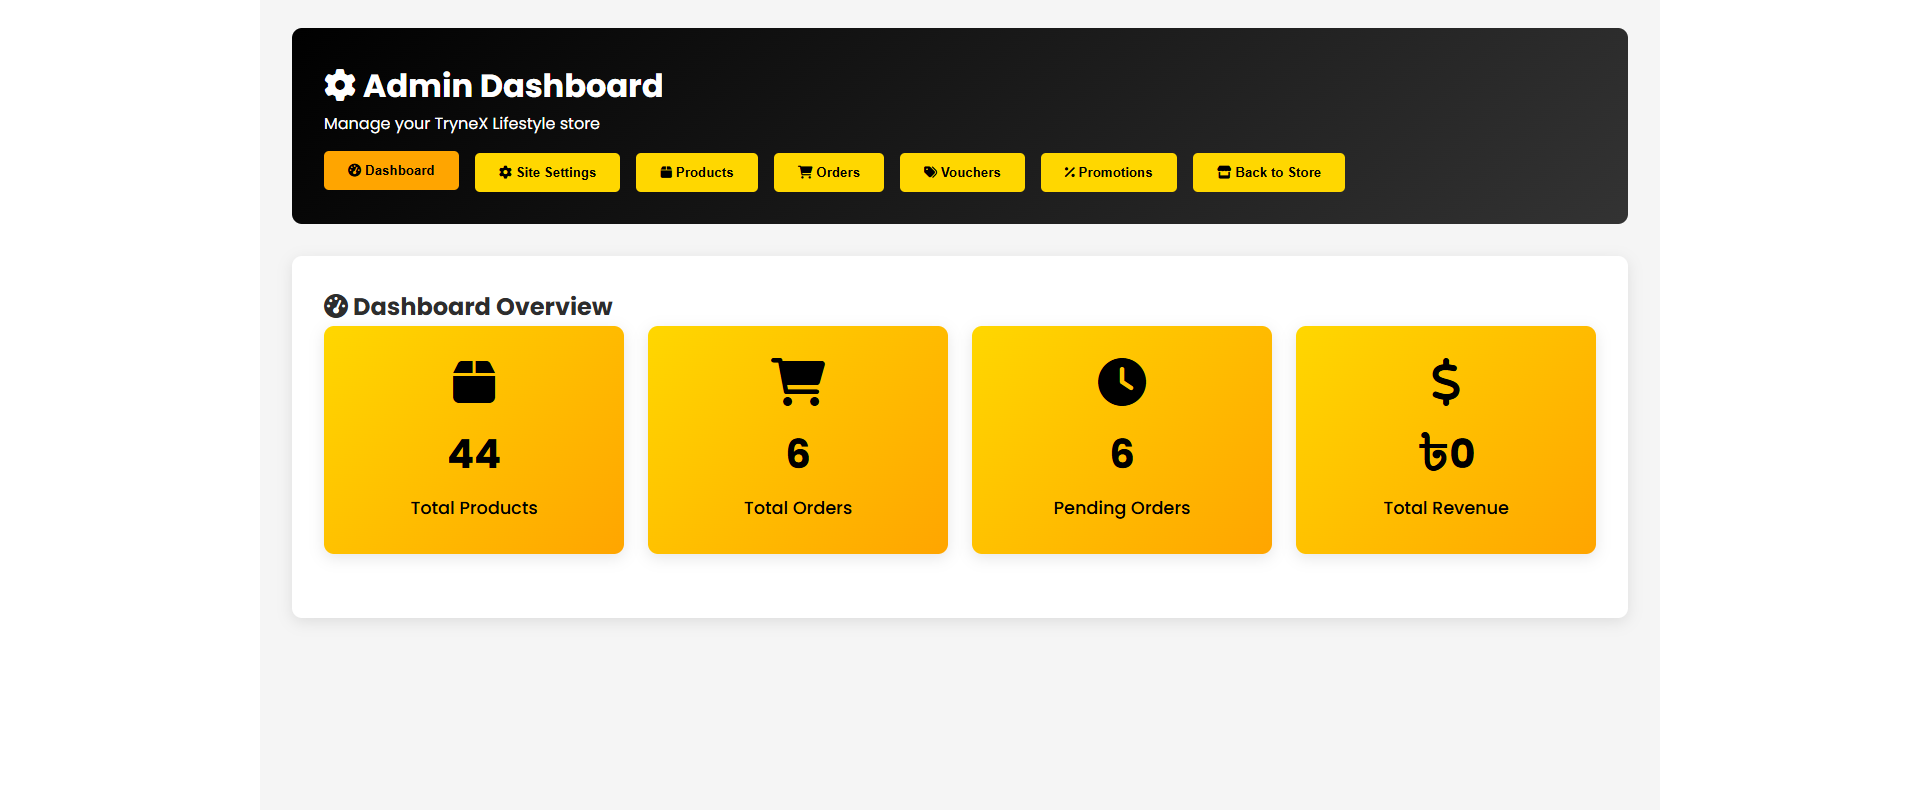 Admin Dashboard
Manage your TryneX Lifestyle store
Dashboard Site Settings Products Orders Vouchers Promotions Back to Store
Dashboard Overview
44 6 6 ৳0
Total Products Total Orders Pending Orders Total Revenue